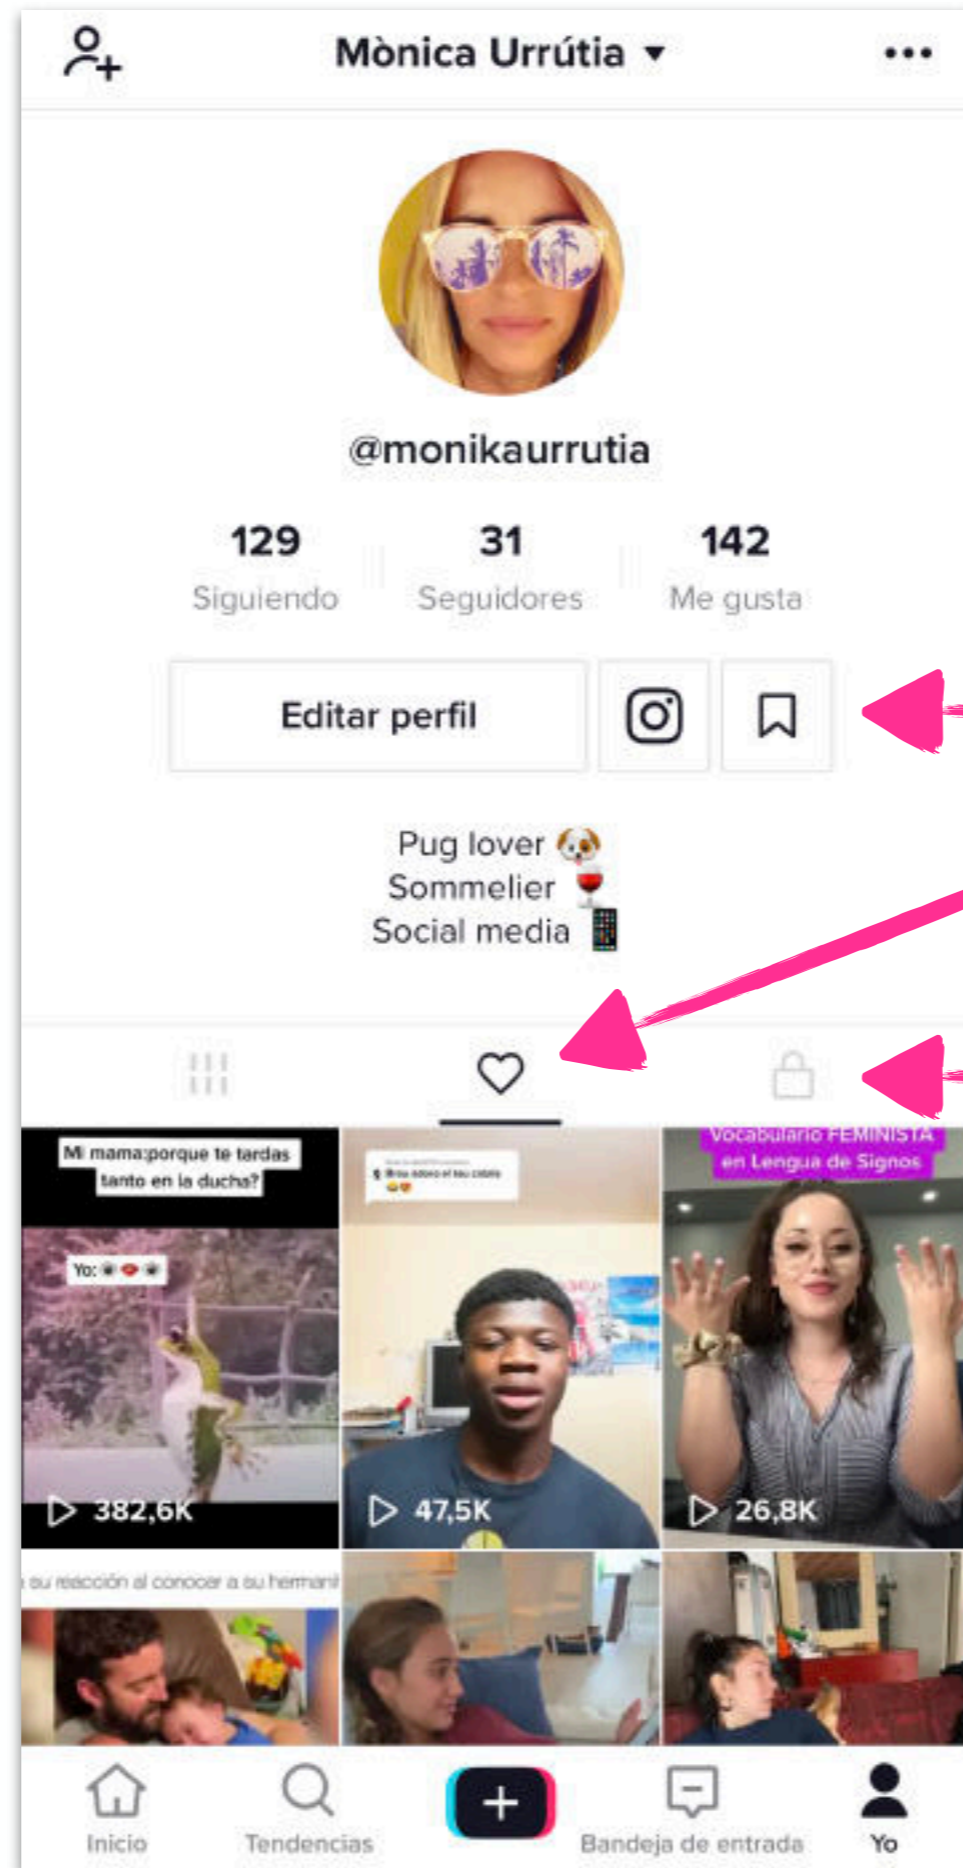 Mònica Urrútia
@monikaurrutia
129 31 142
Siguiendo Seguidores Me gusta
Editar perfil
Pug lover
Sommelier
Social media
Mi mama:porque te tardas
tanto en la ducha?
Yo:
382,6K
47,5K
Vocabulario FEMINISTA
en Lengua de Signos
26,8K
su reacción al conocer a su
Inicio Tendencias Bandeja de entrada Yo